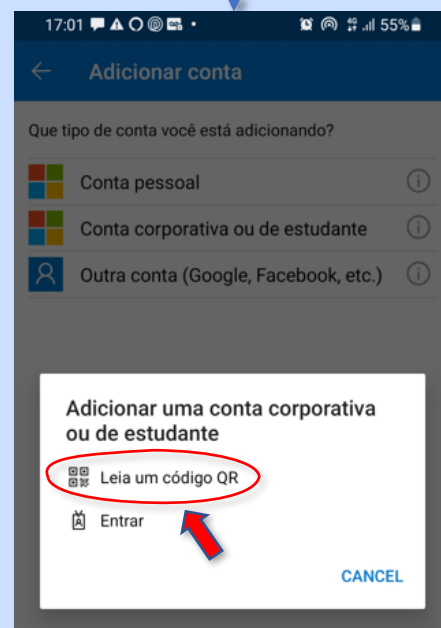 17:01 55%
Adicionar conta
Que tipo de conta você está adicionando?
Conta pessoal
Conta corporativa ou de estudante
Outra conta (Google, Facebook, etc.)
Adicionar uma conta corporativa
ou de estudante
Leia um código QR
Entrar
CANCEL